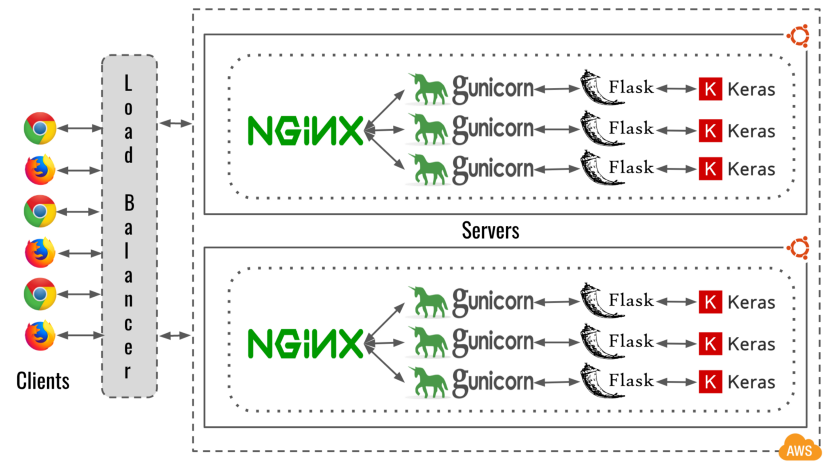 Load Balancer
Clients
gunicorn Flask K Keras
NGiNX gunicorn Flask K Keras
gunicorn Flask K Keras
Servers
gunicorn Flask K Keras
NGiNX gunicorn Flask K Keras
gunicorn Flask K Keras
AWS